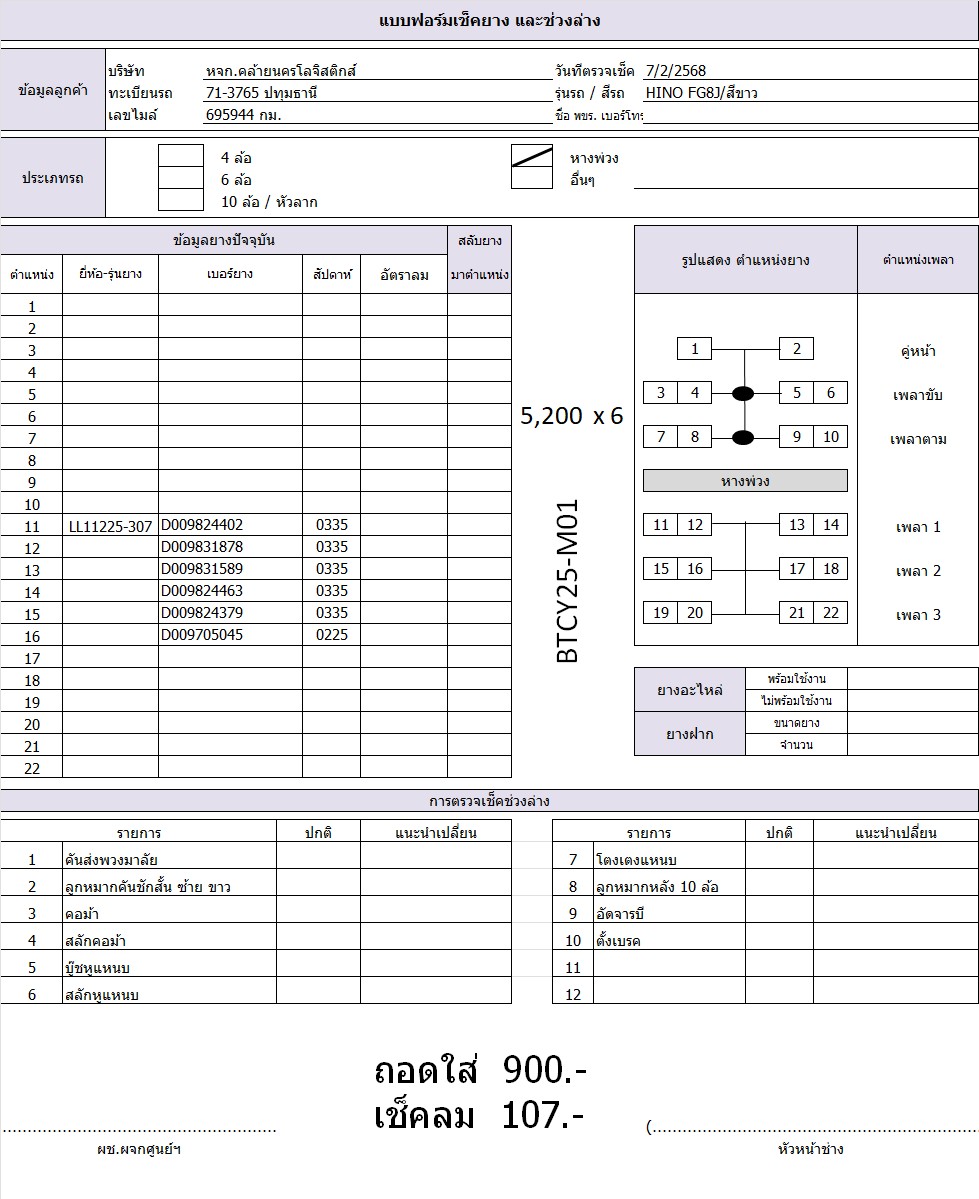 แบบฟอร์มเช็คยาง และช่วงล่าง
ข้อมูลลูกค้า
บริษัท หจก.คล้ายนครโลจิสติกส์ วันที่ตรวจเช็ค 7/2/2568
ทะเบียนรถ 71-3765 ปทุมธานี รุ่นรถ / สีรถ HINO FG8J/สีขาว
เลขไมล์ 695944 กม. ชื่อ พขร. เบอร์โทร
ประเภทรถ
4 ล้อ หางพ่วง
6 ล้อ อื่นๆ
10 ล้อ / หัวลาก
ข้อมูลยางปัจจุบัน สลับยาง
ตำแหน่ง ยี่ห้อ-รุ่นยาง เบอร์ยาง สัปดาห์ อัตราลม มาตำแหน่ง
1
2
3
4
5
6
7
8
9
10
11 LL11225-307 D009824402 0335
12 D009831878 0335
13 D009831589 0335
14 D009824463 0335
15 D009824379 0335
16 D009705045 0225
17
18
19
20
21
22
5,200 x 6
BTCY25-M01
รูปแสดง ตำแหน่งยาง ตำแหน่งเพลา
1 2 คู่หน้า
3 4 5 6 เพลาขับ
7 8 9 10 เพลาตาม
หางพ่วง
11 12 13 14 เพลา 1
15 16 17 18 เพลา 2
19 20 21 22 เพลา 3
ยางอะไหล่ พร้อมใช้งาน
ไม่พร้อมใช้งาน
ยางฝาก ขนาดยาง
จำนวน
การตรวจเช็คช่วงล่าง
รายการ ปกติ แนะนำเปลี่ยน รายการ ปกติ แนะนำเปลี่ยน
1 คันส่งพวงมาลัย 7 โตงเตงแหนบ
2 ลูกหมากคันชักสั้น ซ้าย ขาว 8 ลูกหมากหลัง 10 ล้อ
3 คอม้า 9 อัดจารบี
4 สลักคอม้า 10 ตั้งเบรค
5 บู๊ชหูแหนบ 11
6 สลักหูแหนบ 12
ถอดใส่ 900.-
เช็คลม 107.-
(
ผช.ผจกศูนย์ฯ หัวหน้าช่าง